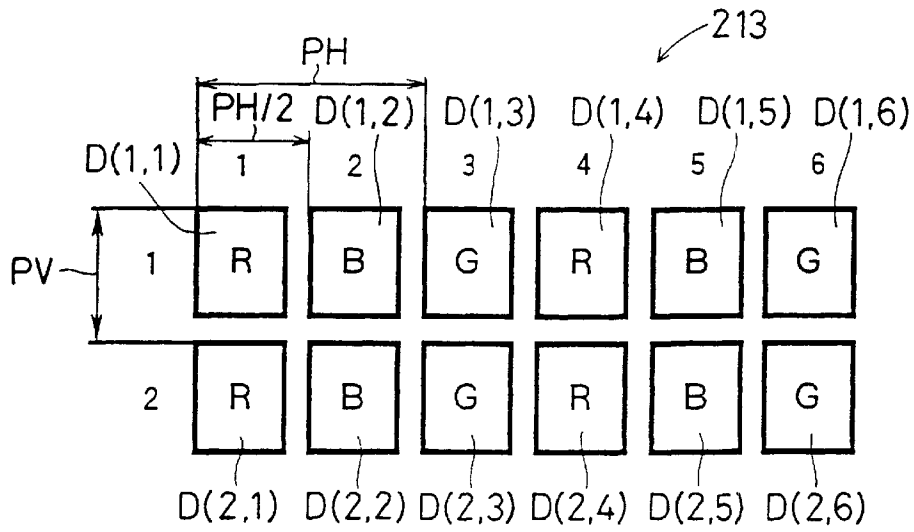 213
PH
PH/2 D(1,2) D(1,3) D(1,4) D(1,5) D(1,6)
D(1,1) 1 2 3 4 5 6
PV 1 R B G R B G
2 R B G R B G
D(2,1) D(2,2) D(2,3) D(2,4) D(2,5) D(2,6)